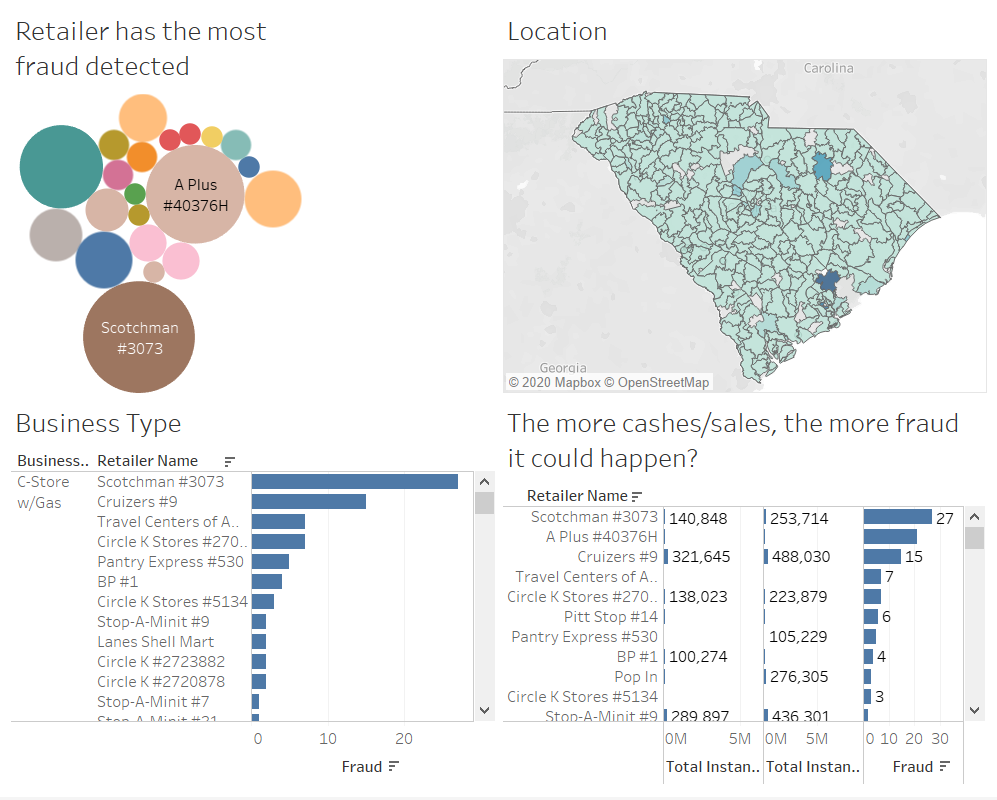 Retailer has the most
fraud detected
A Plus
#40376H
Scotchman
#3073
Location
Carolina
Georgia
© 2020 Mapbox © OpenStreetMap
Business Type
Business.. Retailer Name
C-Store
w/Gas
Scotchman #3073
Cruizers #9
Travel Centers of A..
Circle K Stores #270..
Pantry Express #530
BP #1
Circle K Stores #5134
Stop-A-Minit #9
Lanes Shell Mart
Circle K #2723882
Circle K #2720878
Stop-A-Minit #7
Stop-A-Minit #21
0 10 20
Fraud
The more cashes/sales, the more fraud
it could happen?
Retailer Name
Scotchman #3073 140,848 253,714 27
A Plus #40376H
Cruizers #9 321,645 488,030 15
Travel Centers of A.. 7
Circle K Stores #270.. 138,023 223,879
Pitt Stop #14 6
Pantry Express #530 105,229
BP #1 100,274 4
Pop In 276,305
Circle K Stores #5134 3
Stop-A-Minit #9 289,897 436,301
0M 5M 0M 5M 0 10 20 30
Total Instan.. Total Instan.. Fraud